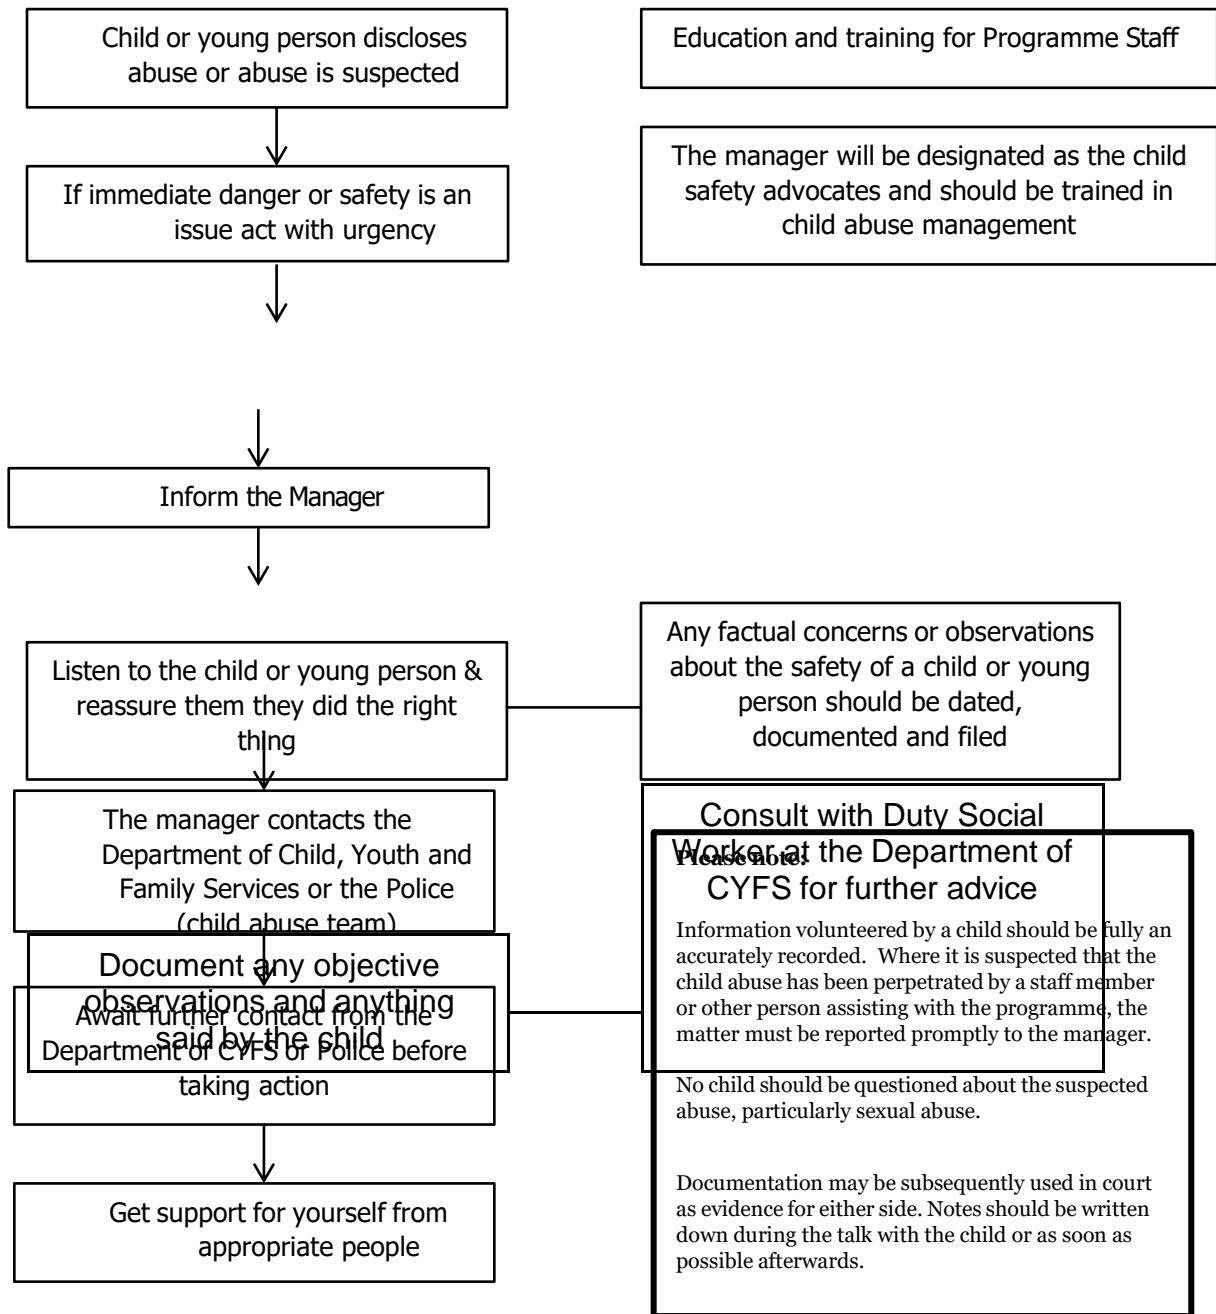 Child or young person discloses
abuse or abuse is suspected
Education and training for Programme Staff
If immediate danger or safety is an
issue act with urgency
The manager will be designated as the child
safety advocates and should be trained in
child abuse management
Inform the Manager
Listen to the child or young person &
reassure them they did the right
thing
Any factual concerns or observations
about the safety of a child or young
person should be dated,
documented and filed
The manager contacts the
Department of Child, Youth and
Family Services or the Police
(child abuse team)
Consult with Duty Social
Worker at the Department of
CYFS for further advice
Document any objective
observations and anything
said by the child
Await further contact from the
Department of CYFS or Police before
taking action
Get support for yourself from
appropriate people
Please note:
Information volunteered by a child should be fully an
accurately recorded.  Where it is suspected that the
child abuse has been perpetrated by a staff member
or other person assisting with the programme, the
matter must be reported promptly to the manager.
No child should be questioned about the suspected
abuse, particularly sexual abuse.
Documentation may be subsequently used in court
as evidence for either side. Notes should be written
down during the talk with the child or as soon as
possible afterwards.